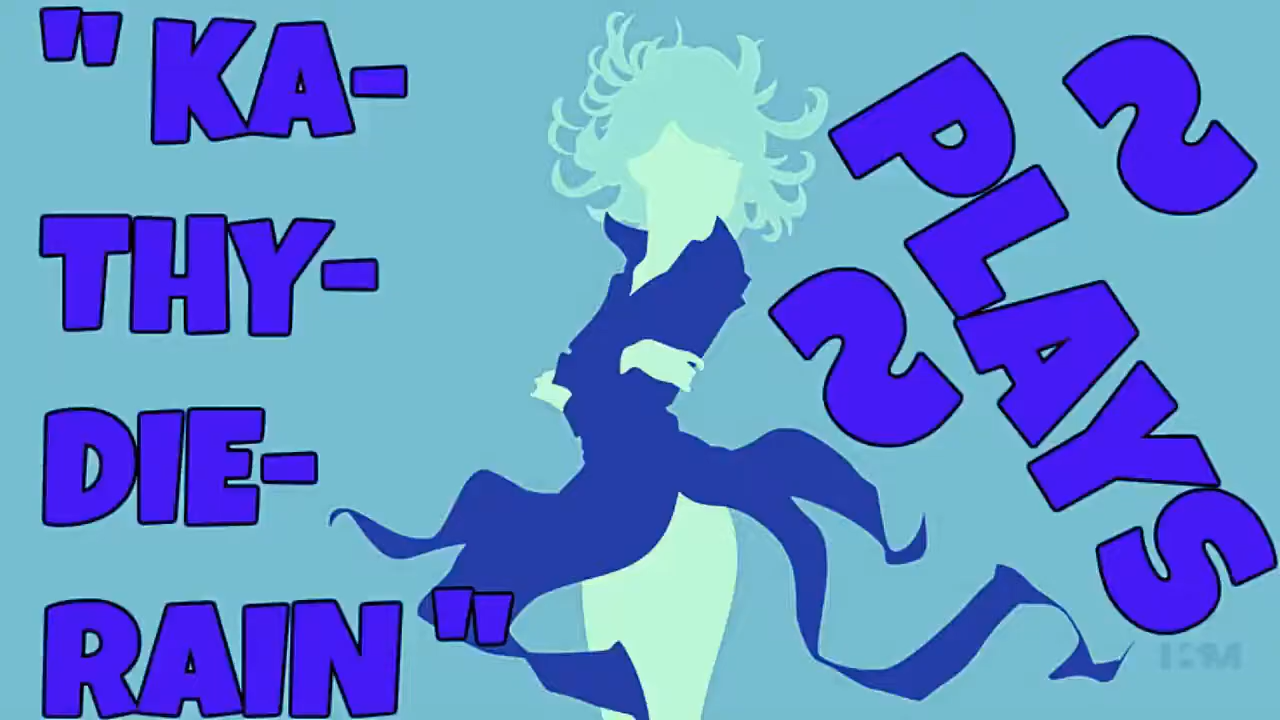 "KA-
THY-
DIE-
RAIN"
~ PLAYS ~